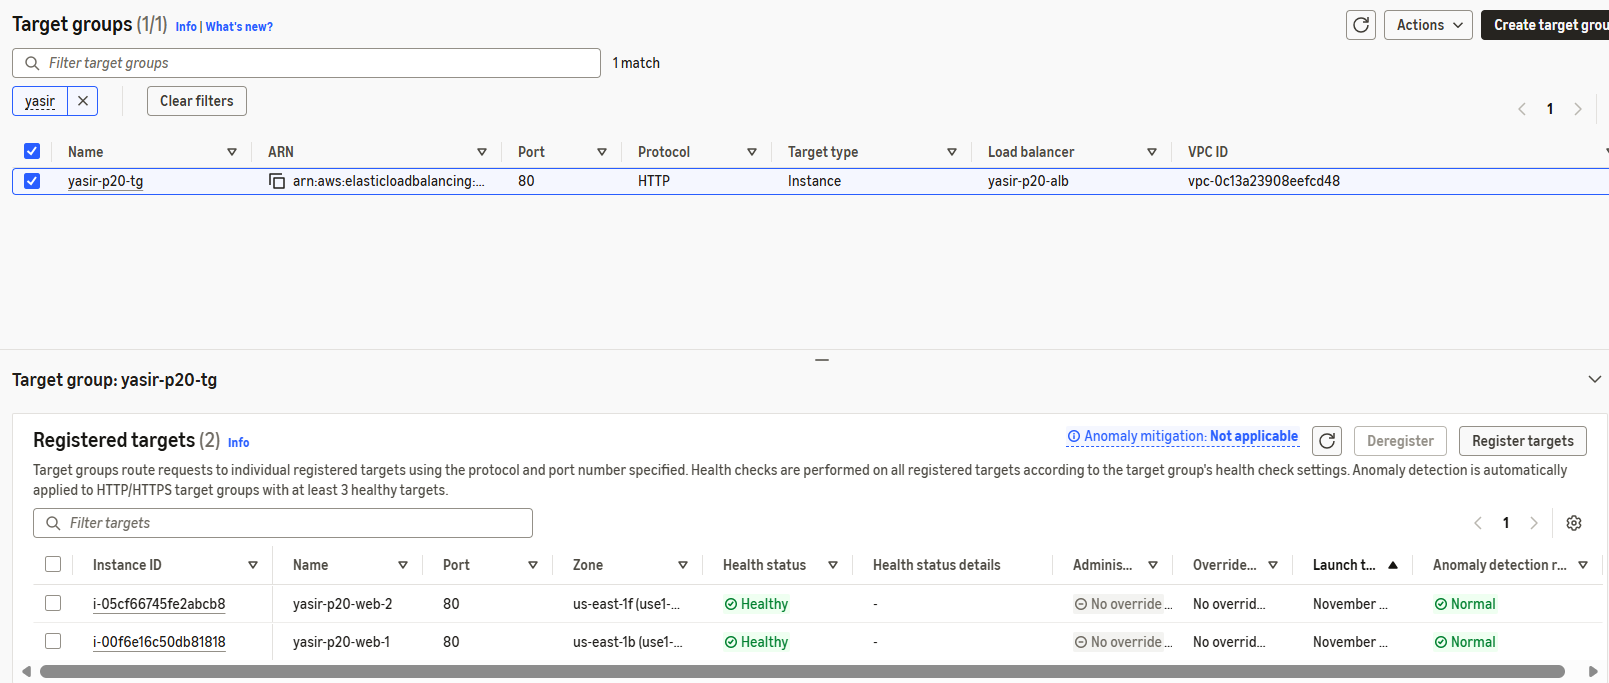 Target groups (1/1) Info | What's new?
Actions
Create target grou
Filter target groups
1 match
yasir
Clear filters
1
Name ARN Port Protocol Target type Load balancer VPC ID
yasir-p20-tg arn:aws:elasticloadbalancing:... 80 HTTP Instance yasir-p20-alb vpc-0c13a23908eefcd48
Target group: yasir-p20-tg
Registered targets (2) Info
Anomaly mitigation: Not applicable
Deregister
Register targets
Target groups route requests to individual registered targets using the protocol and port number specified. Health checks are performed on all registered targets according to the target group's health check settings. Anomaly detection is automatically
applied to HTTP/HTTPS target groups with at least 3 healthy targets.
Filter targets
1
Instance ID Name Port Zone Health status Health status details Adminis... Override... Launch t... Anomaly detection r...
i-05cf66745fe2abcb8 yasir-p20-web-2 80 us-east-1f (use1-... Healthy - No override ... No overrid... November ... Normal
i-00f6e16c50db81818 yasir-p20-web-1 80 us-east-1b (use1-... Healthy - No override ... No overrid... November ... Normal